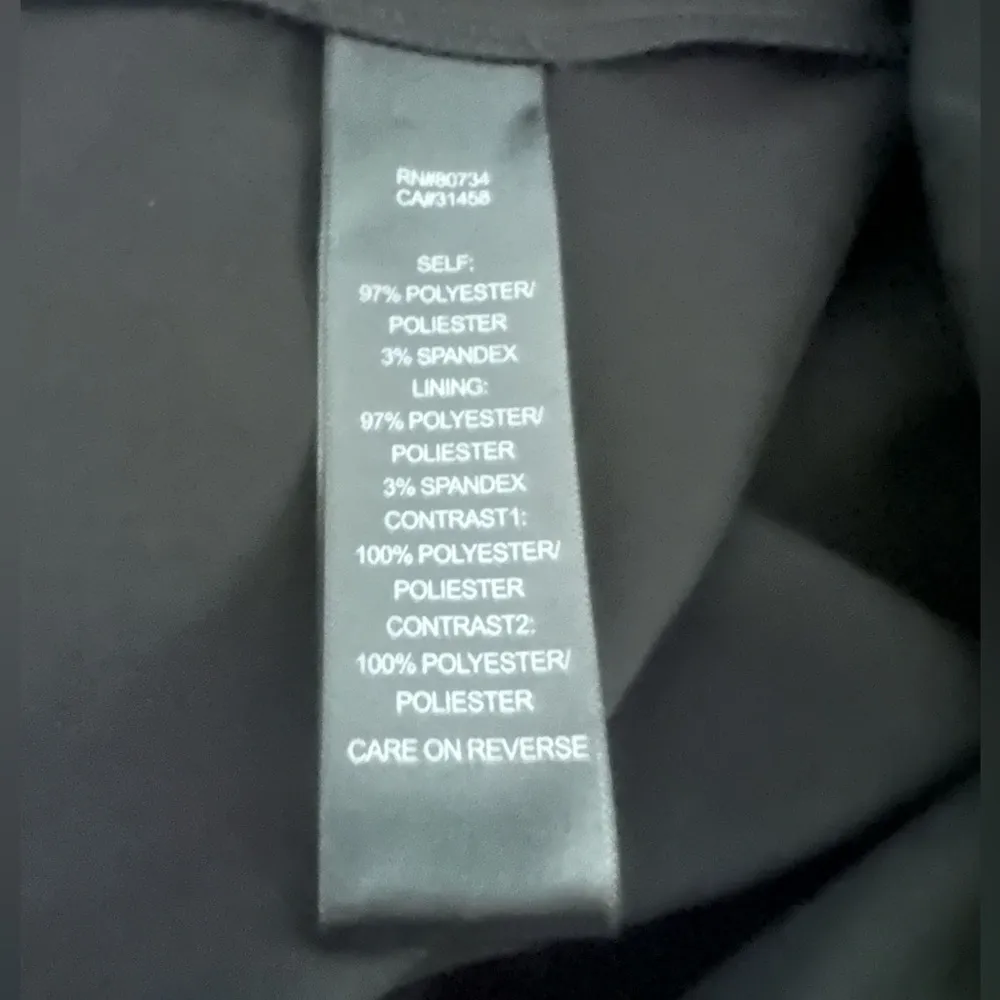 RN#80734
CA#31458
SELF:
97% POLYESTER/
POLIESTER
3% SPANDEX
LINING:
97% POLYESTER/
POLIESTER
3% SPANDEX
CONTRAST1:
100% POLYESTER/
POLIESTER
CONTRAST2:
100% POLYESTER/
POLIESTER
CARE ON REVERSE